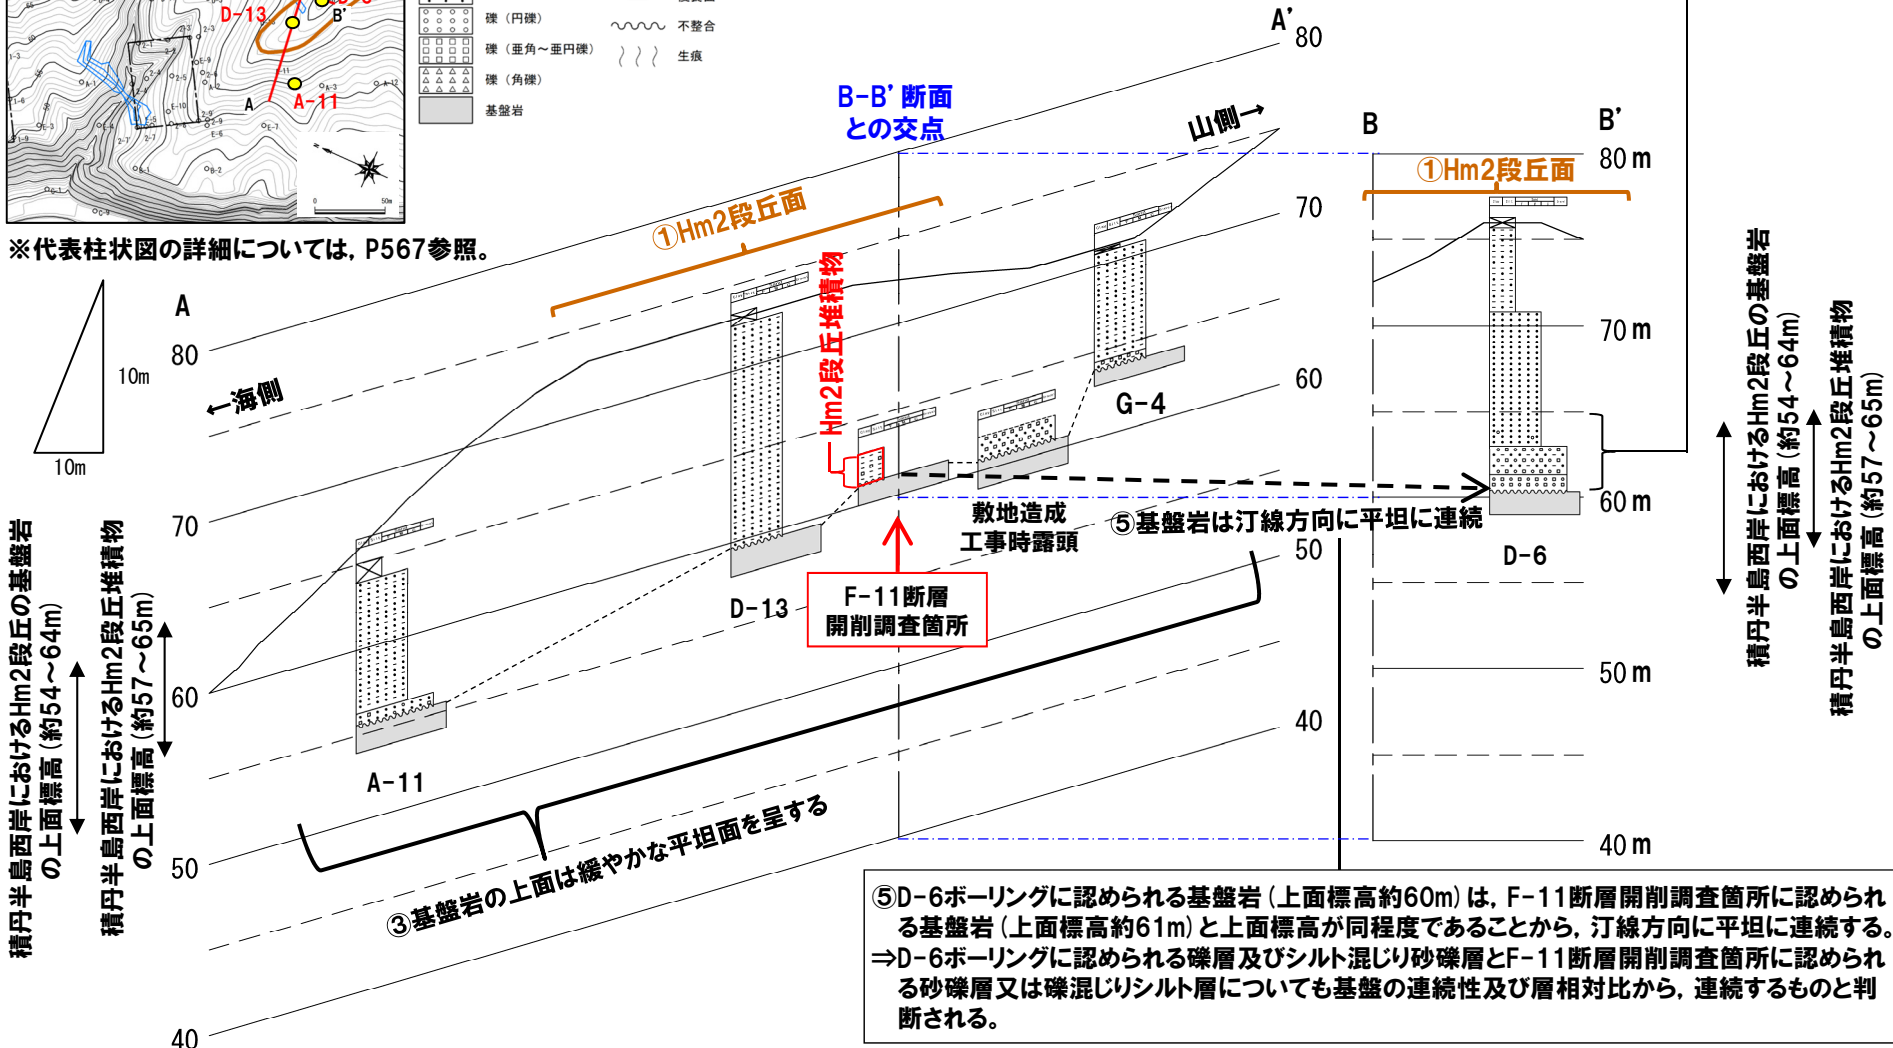 D-13
B'
A
A-11
50m
礫（円礫）
礫（亜角～亜円礫）
礫（角礫）
基盤岩
不整合
生痕
※代表柱状図の詳細については，P567参照。
10m
10m
A
80
70
60
50
40
←海側
①Hm2段丘面
Hm2段丘堆積物
B-B’断面
との交点
山側→
A’
80
70
60
50
40
A-11
D-13
G-4
敷地造成
工事時露頭
F-11断層
開削調査箇所
③基盤岩の上面は緩やかな平坦面を呈する
⑤基盤岩は汀線方向に平坦に連続
B
B’
①Hm2段丘面
80m
70m
60m
50m
40m
D-6
積丹半島西岸におけるHm2段丘の基盤岩
の上面標高（約54～64m）
積丹半島西岸におけるHm2段丘堆積物
の上面標高（約57～65m）
積丹半島西岸におけるHm2段丘の基盤岩
の上面標高（約54～64m）
積丹半島西岸におけるHm2段丘堆積物
の上面標高（約57～65m）
⑤D-6ボーリングに認められる基盤岩（上面標高約60m）は，F-11断層開削調査箇所に認められ
る基盤岩（上面標高約61m）と上面標高が同程度であることから，汀線方向に平坦に連続する。
⇒D-6ボーリングに認められる礫層及びシルト混じり砂礫層とF-11断層開削調査箇所に認められ
る砂礫層又は礫混じりシルト層についても基盤の連続性及び層相対比から，連続するものと判
断される。